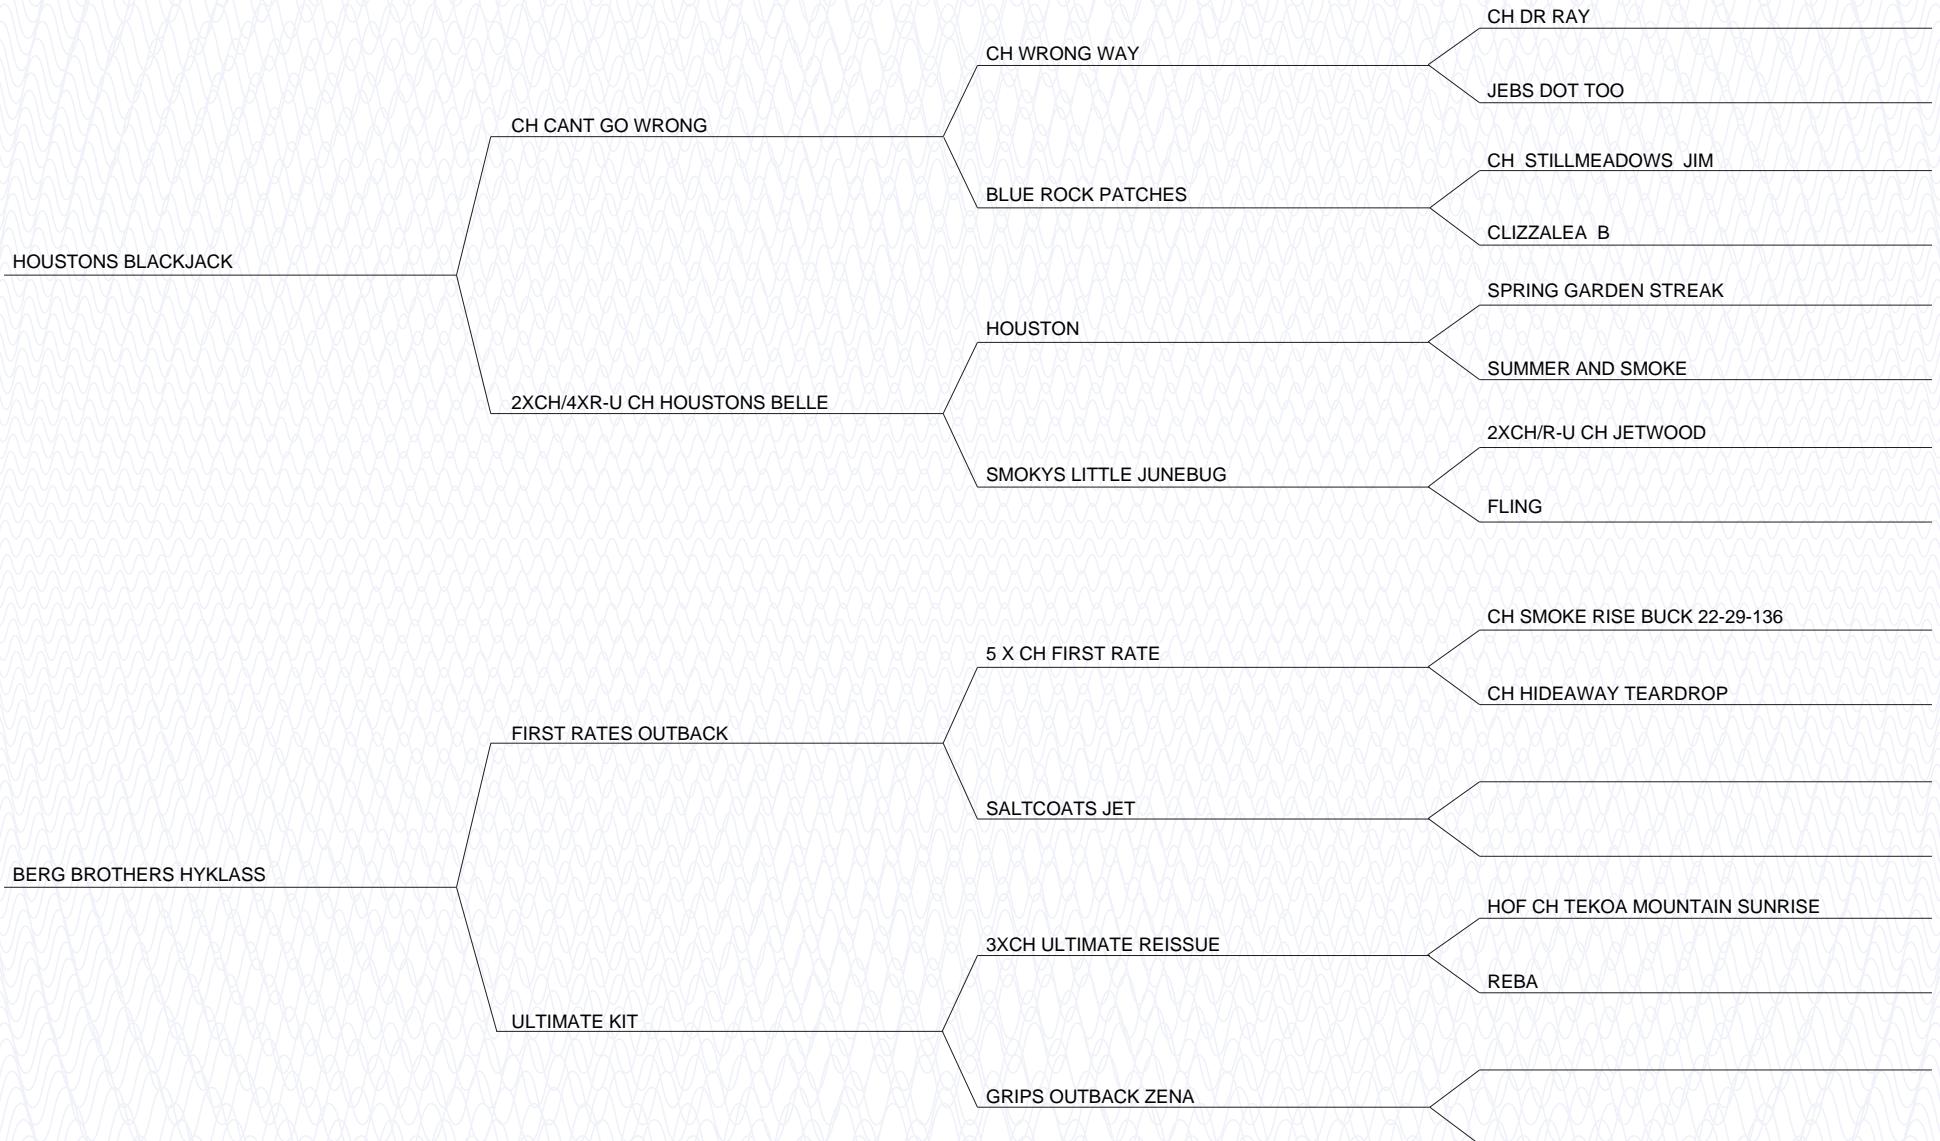 CH DR RAY
CH WRONG WAY
JEBS DOT TOO
CH CANT GO WRONG
CH  STILLMEADOWS  JIM
BLUE ROCK PATCHES
CLIZZALEA  B
HOUSTONS BLACKJACK
SPRING GARDEN STREAK
HOUSTON
SUMMER AND SMOKE
2XCH/4XR-U CH HOUSTONS BELLE
2XCH/R-U CH JETWOOD
SMOKYS LITTLE JUNEBUG
FLING
CH SMOKE RISE BUCK 22-29-136
5 X CH FIRST RATE
CH HIDEAWAY TEARDROP
FIRST RATES OUTBACK
SALTCOATS JET
BERG BROTHERS HYKLASS
HOF CH TEKOA MOUNTAIN SUNRISE
3XCH ULTIMATE REISSUE
REBA
ULTIMATE KIT
GRIPS OUTBACK ZENA